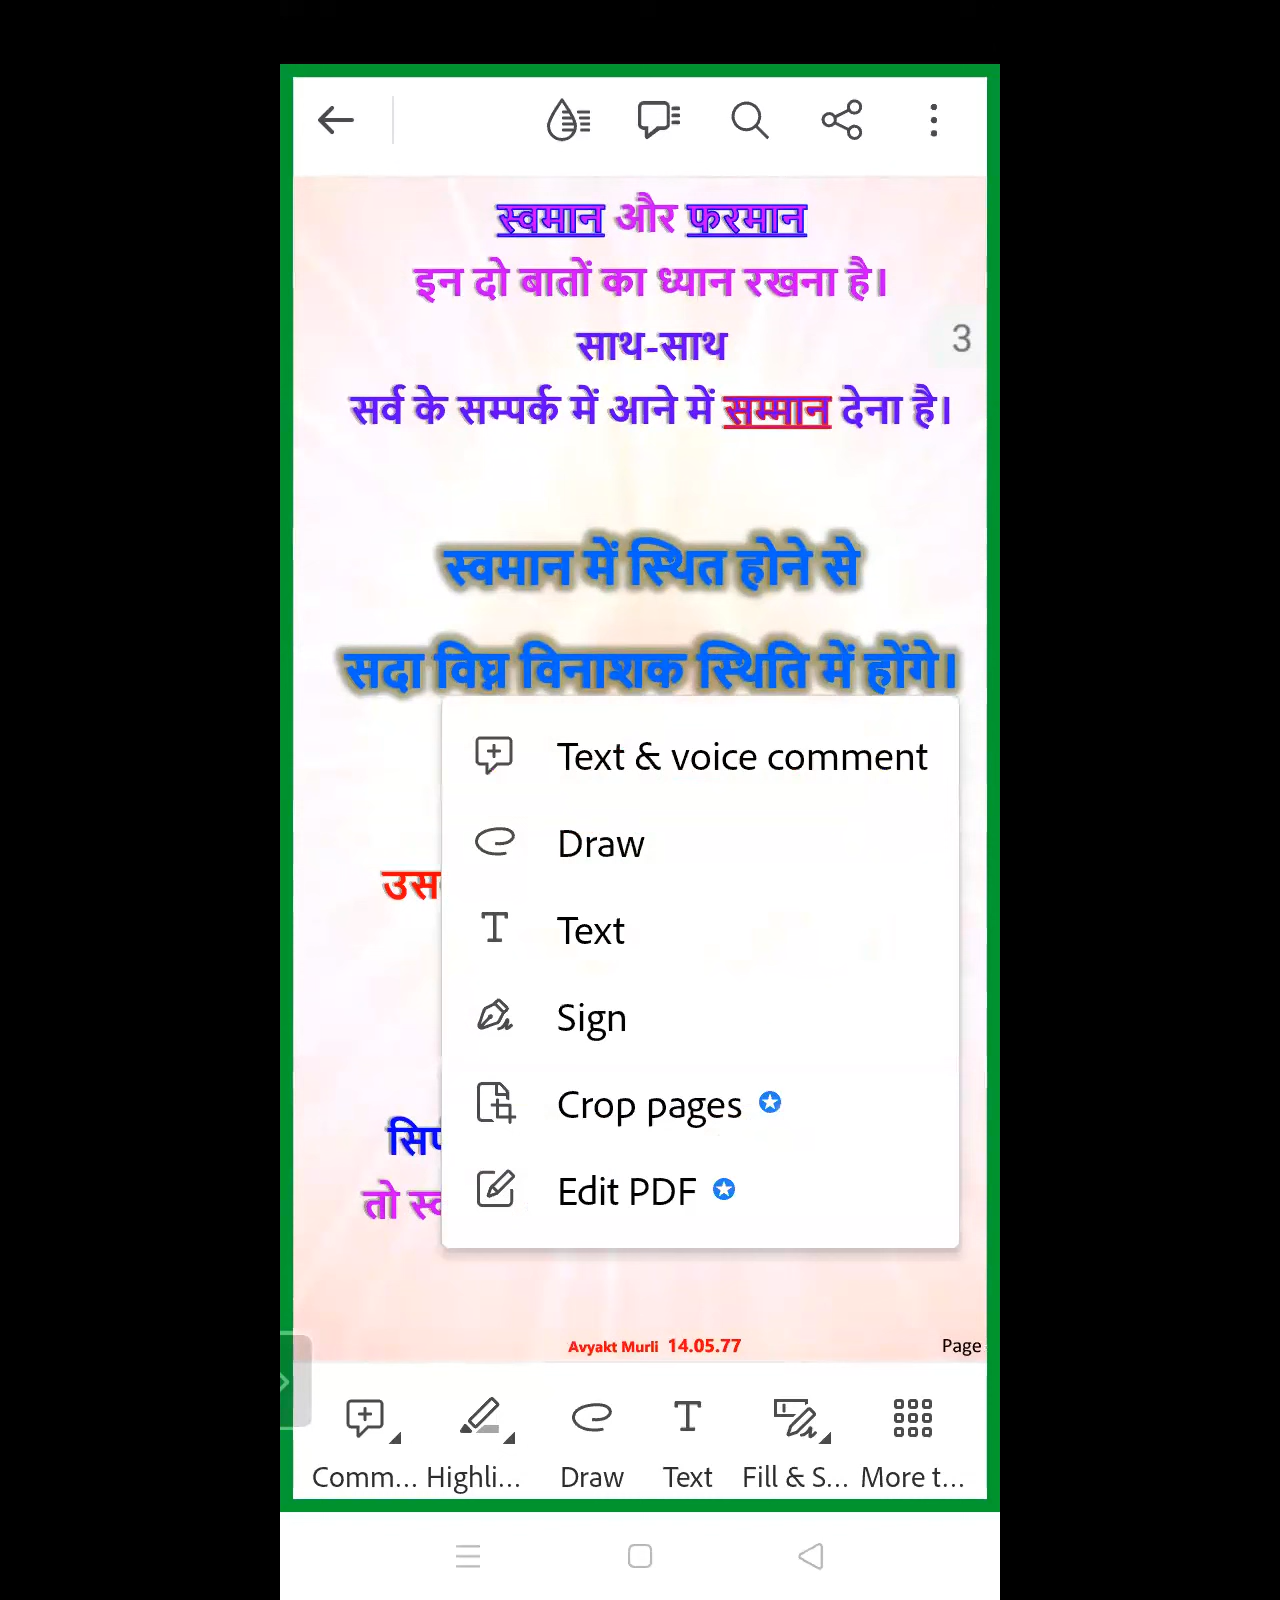 स्वमान और फरमान
इन दो बातों का ध्यान रखना है।
साथ-साथ
3
सर्व के सम्पर्क में आने में सम्मान देना है।
स्वमान में स्थित होने से
सदा विघ्न विनाशक स्थिति में होंगे।
Text & voice comment
Draw
Text
Sign
Crop pages
Edit PDF
तो
Avyakt Murli 14.05.77
Page
Comm... Highli... Draw Text Fill & S... More t...